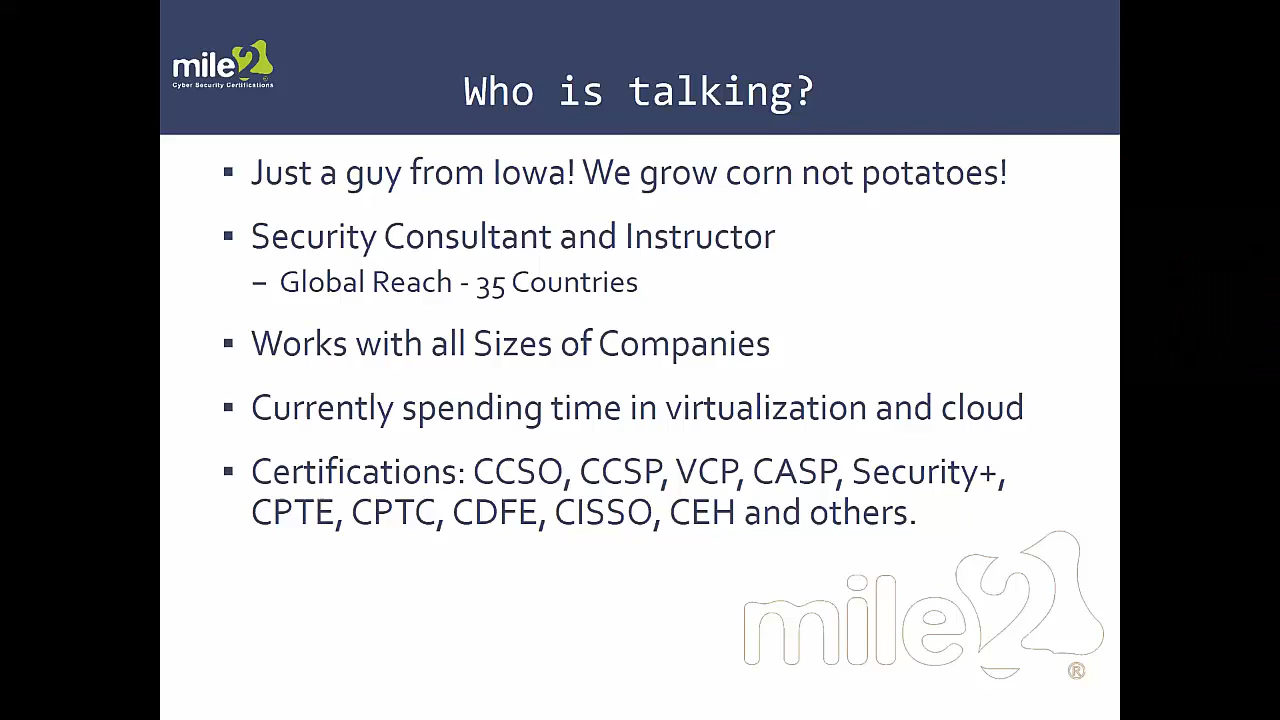 mile2
Cyber Security Certifications
Who is talking?
▪ Just a guy from Iowa! We grow corn not potatoes!
▪ Security Consultant and Instructor
– Global Reach - 35 Countries
▪ Works with all Sizes of Companies
▪ Currently spending time in virtualization and cloud
▪ Certifications: CCSO, CCSP, VCP, CASP, Security+,
CPTE, CPTC, CDFE, CISSO, CEH and others.
mile2
®